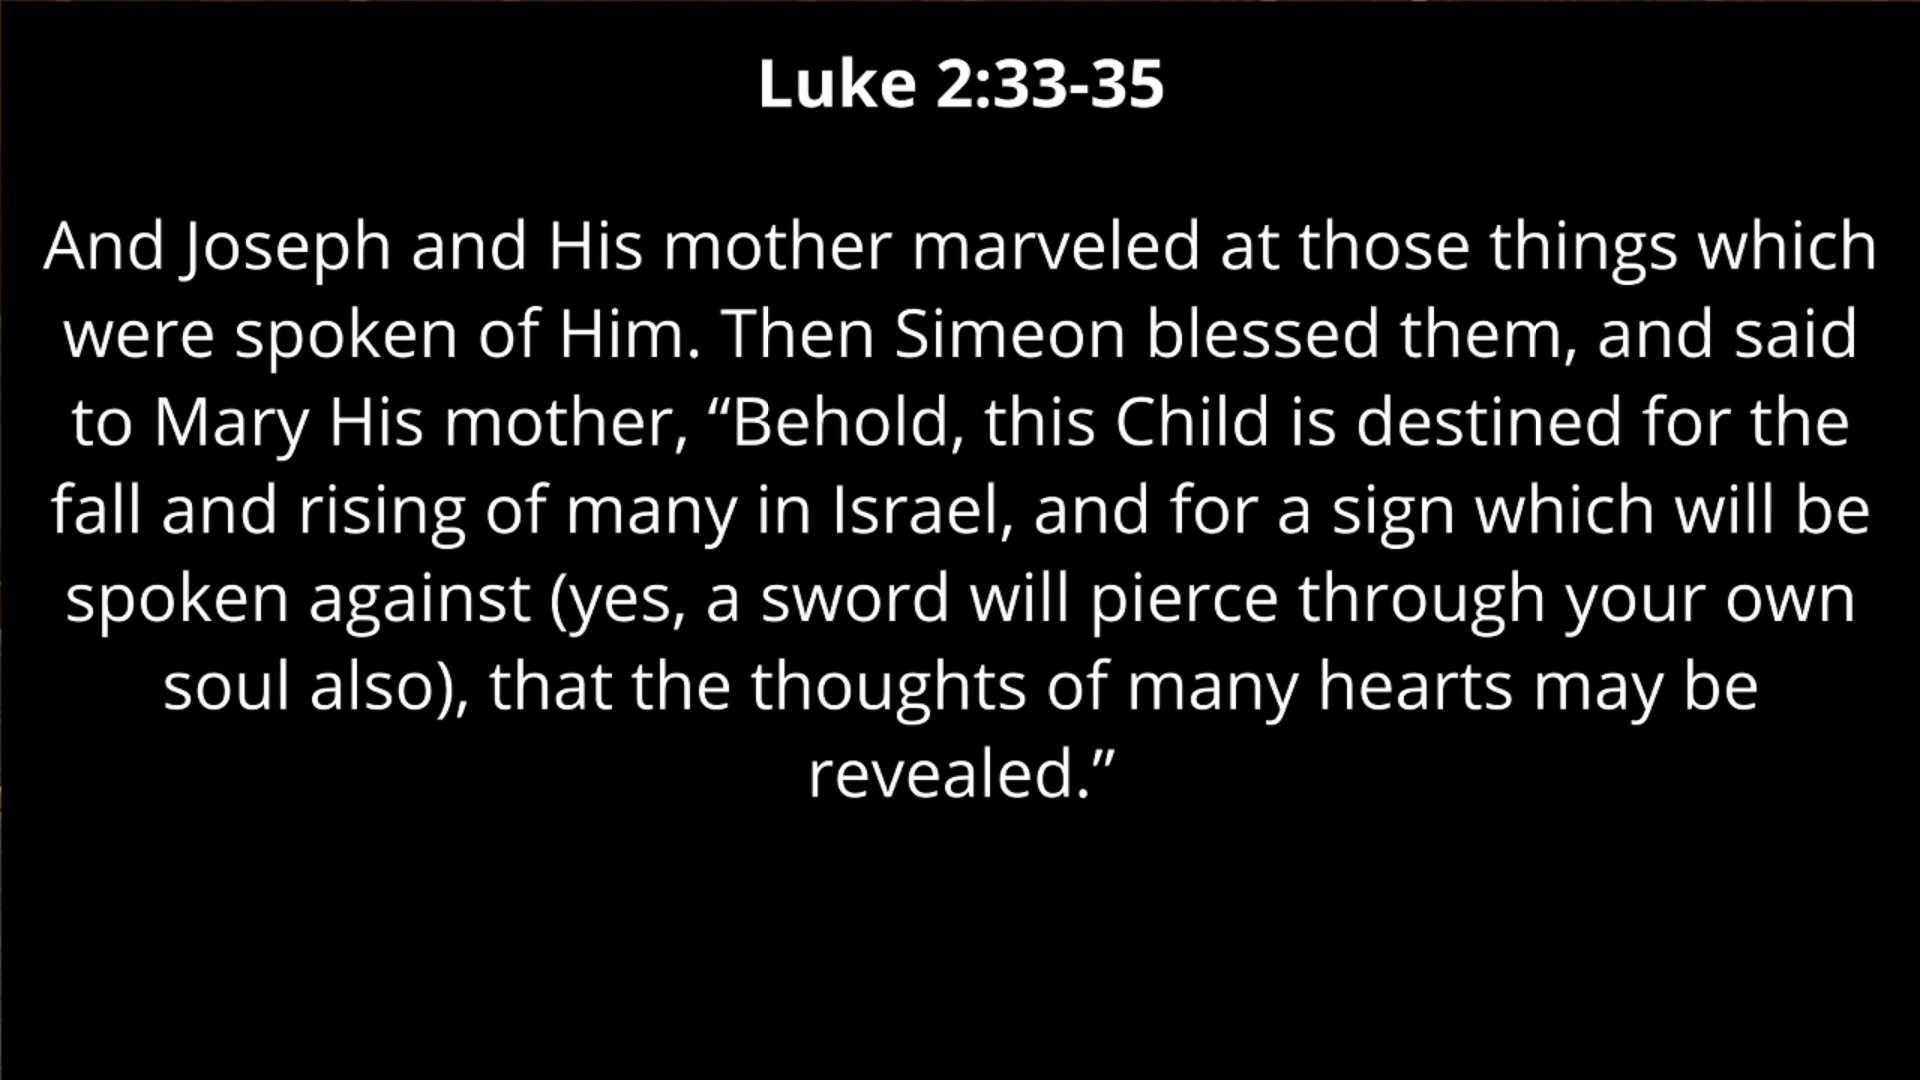 Luke 2:33-35
And Joseph and His mother marveled at those things which
were spoken of Him. Then Simeon blessed them, and said
to Mary His mother, “Behold, this Child is destined for the
fall and rising of many in Israel, and for a sign which will be
spoken against (yes, a sword will pierce through your own
soul also), that the thoughts of many hearts may be
revealed.”